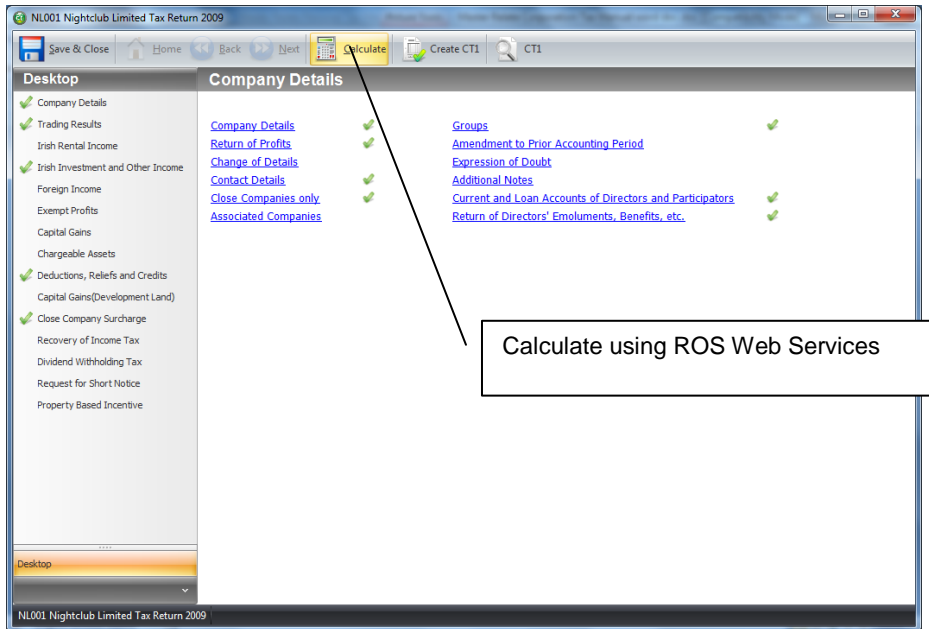 NL001 Nightclub Limited Tax Return 2009
Save & Close Home Back Next Calculate Create CT1 CT1
Desktop
Company Details
Trading Results
Irish Rental Income
Irish Investment and Other Income
Foreign Income
Exempt Profits
Capital Gains
Chargeable Assets
Deductions, Reliefs and Credits
Capital Gains(Development Land)
Close Company Surcharge
Recovery of Income Tax
Dividend Withholding Tax
Request for Short Notice
Property Based Incentive
Desktop
Company Details
Company Details
Return of Profits
Change of Details
Contact Details
Close Companies only
Associated Companies
Groups
Amendment to Prior Accounting Period
Expression of Doubt
Additional Notes
Current and Loan Accounts of Directors and Participators
Return of Directors' Emoluments, Benefits, etc.
Calculate using ROS Web Services
NL001 Nightclub Limited Tax Return 2009